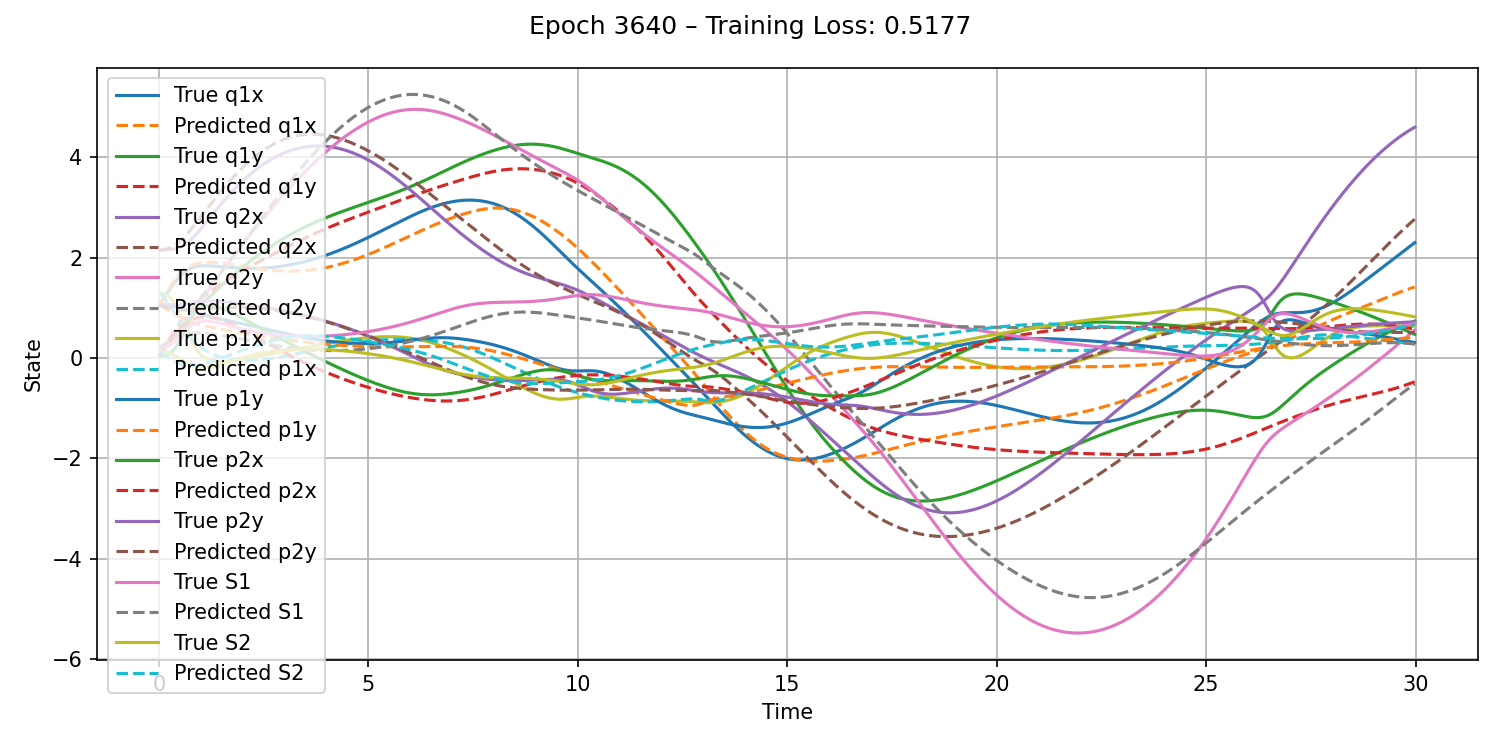 Epoch 3640 – Training Loss: 0.5177
True q1x
Predicted q1x
True q1y
Predicted q1y
True q2x
Predicted q2x
True q2y
Predicted q2y
True p1x
Predicted p1x
True p1y
Predicted p1y
True p2x
Predicted p2x
True p2y
Predicted p2y
True S1
Predicted S1
True S2
Predicted S2
State
4
2
0
−2
−4
−6
0 5 10 15 20 25 30
Time